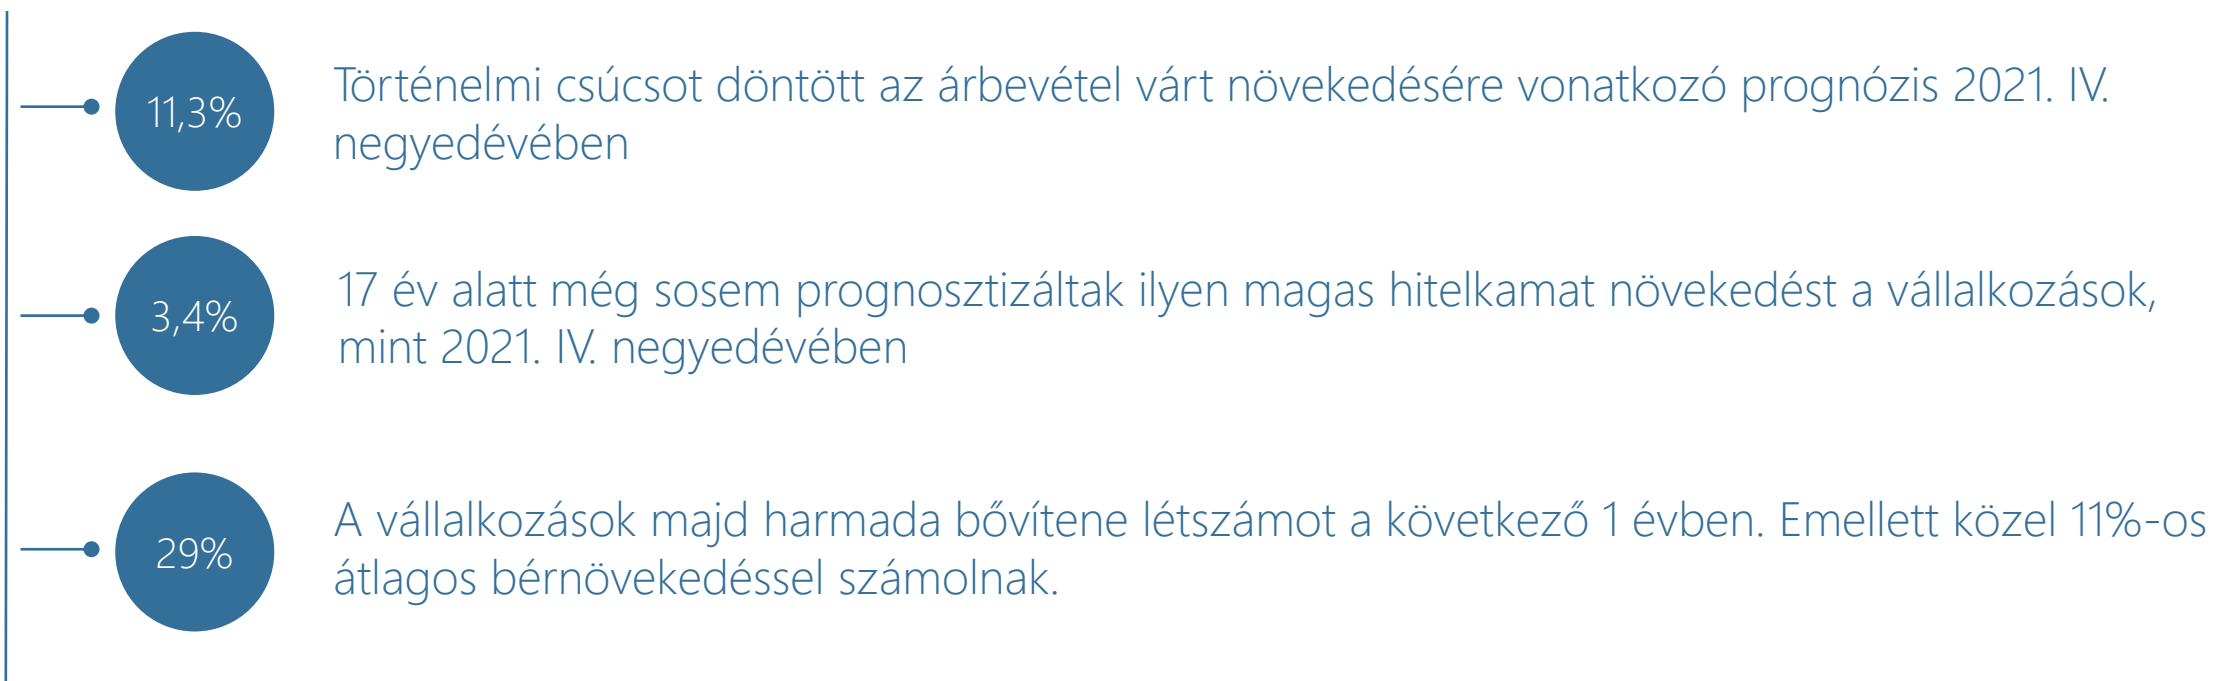 11,3%
Történelmi csúcsot döntött az árbevétel várt növekedésére vonatkozó prognózis 2021. IV.
negyedévében
3,4%
17 év alatt még sosem prognosztizáltak ilyen magas hitelkamat növekedést a vállalkozások,
mint 2021. IV. negyedévében
29%
A vállalkozások majd harmada bővítene létszámot a következő 1 évben. Emellett közel 11%-os
átlagos bérnövekedéssel számolnak.